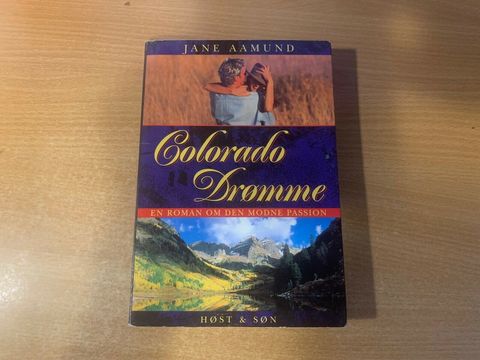 JANE AAMUND
Colorado
Drømme
EN ROMAN OM DEN MODNE PASSION
HØST & SØN